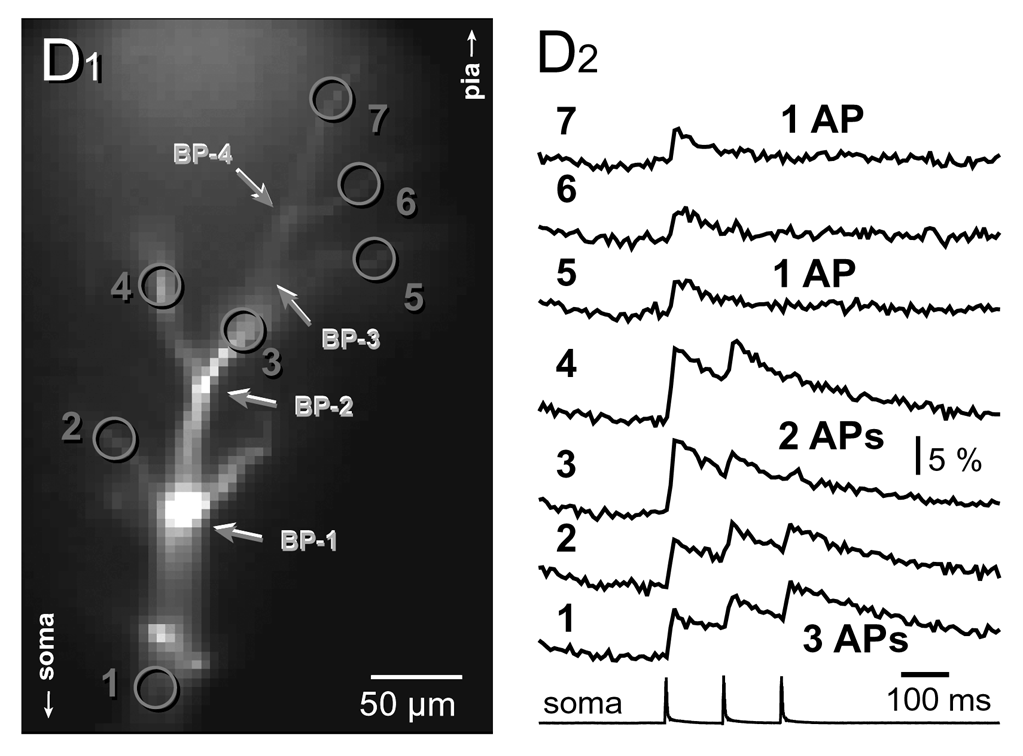 D1
pia →
7
BP-4
6
4
5
3
BP-3
2
BP-2
BP-1
← soma
1
50 µm
D2
7
1 AP
6
5
1 AP
4
2 APs
5 %
3
2
1
3 APs
soma
100 ms